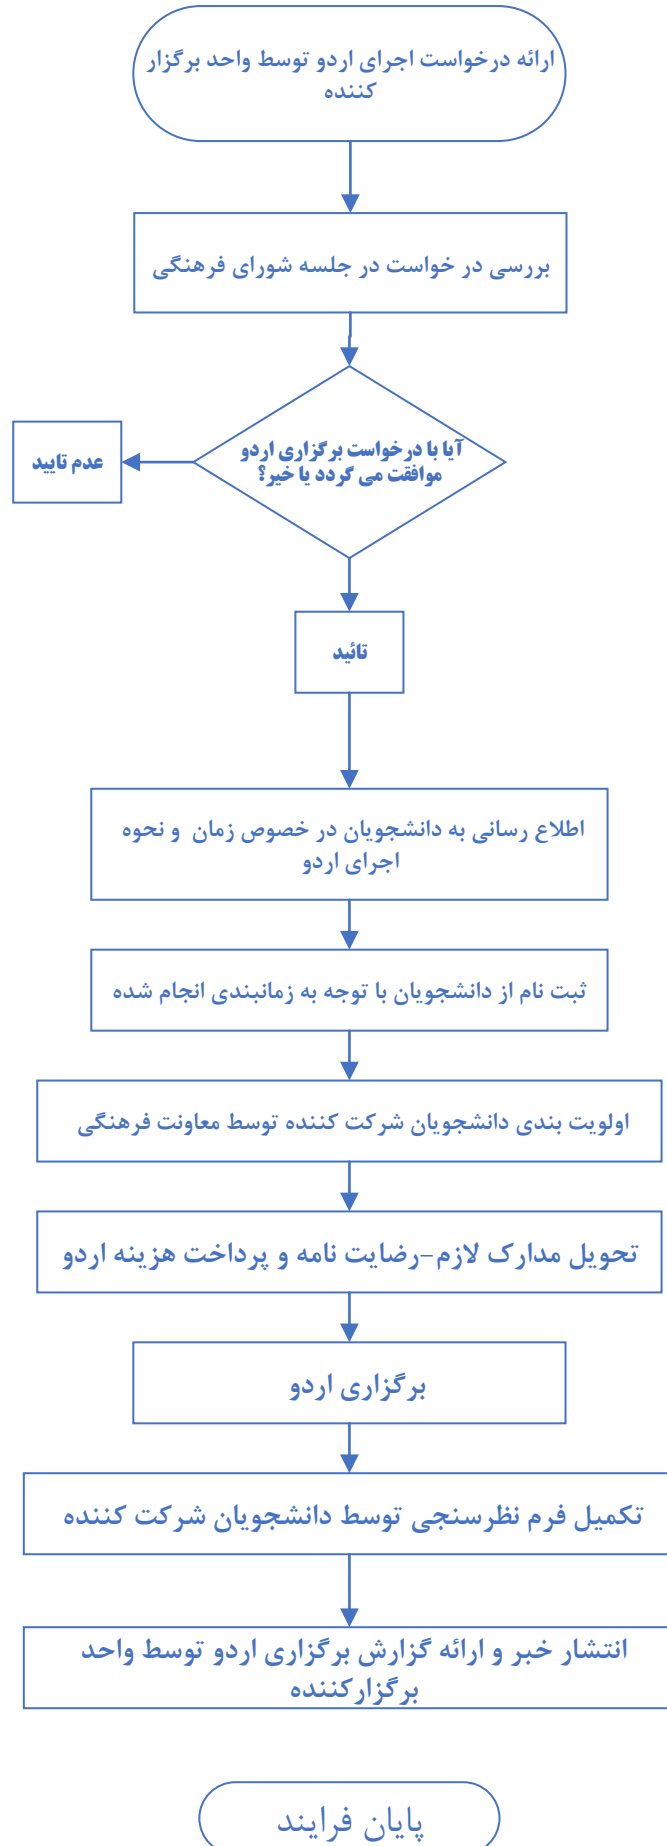 ارائه درخواست اجرای اردو توسط واحد برگزار
کننده
بررسی در خواست در جلسه شورای فرهنگی
آیا با درخواست برگزاری اردو
موافقت می گردد یا خیر؟
عدم تایید
تائید
اطلاع رسانی به دانشجویان در خصوص زمان و نحوه
اجرای اردو
ثبت نام از دانشجویان با توجه به زمانبندی انجام شده
اولویت بندی دانشجویان شرکت کننده توسط معاونت فرهنگی
تحویل مدارک لازم-رضایت نامه و پرداخت هزینه اردو
برگزاری اردو
تکمیل فرم نظرسنجی توسط دانشجویان شرکت کننده
انتشار خبر و ارائه گزارش برگزاری اردو توسط واحد
برگزارکننده
پایان فرایند